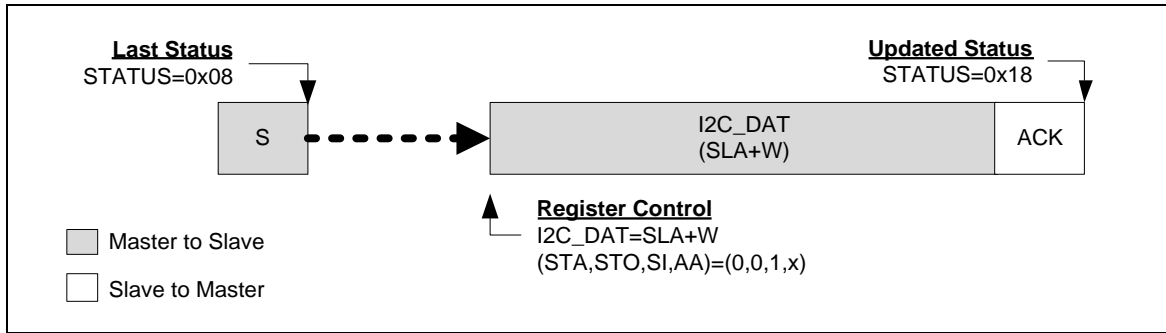 Last Status
STATUS=0x08
Updated Status
STATUS=0x18
S
I2C_DAT
(SLA+W)
ACK
Register Control
I2C_DAT=SLA+W
(STA,STO,SI,AA)=(0,0,1,x)
Master to Slave
Slave to Master